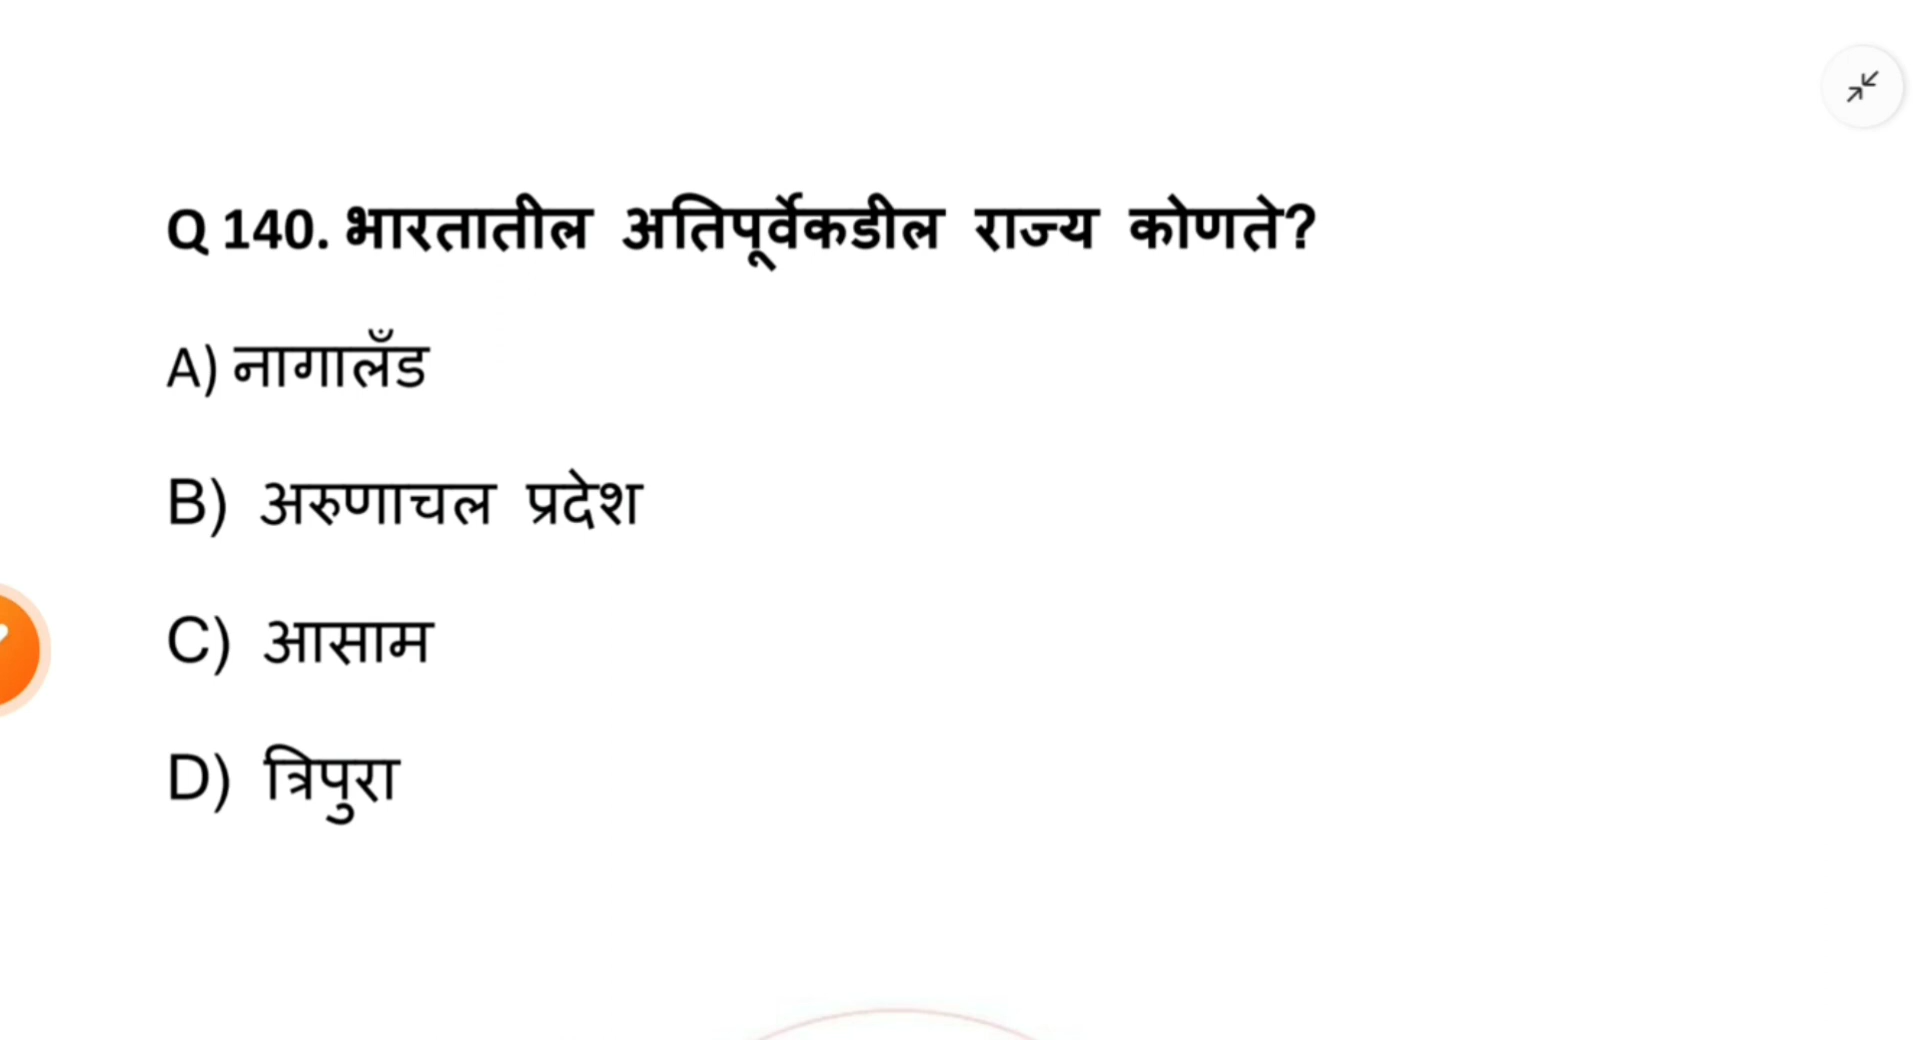 Q 140. भारतातील अतिपूर्वेकडील राज्य कोणते?
A) नागालँड
B) अरुणाचल प्रदेश
C) आसाम
D) त्रिपुरा